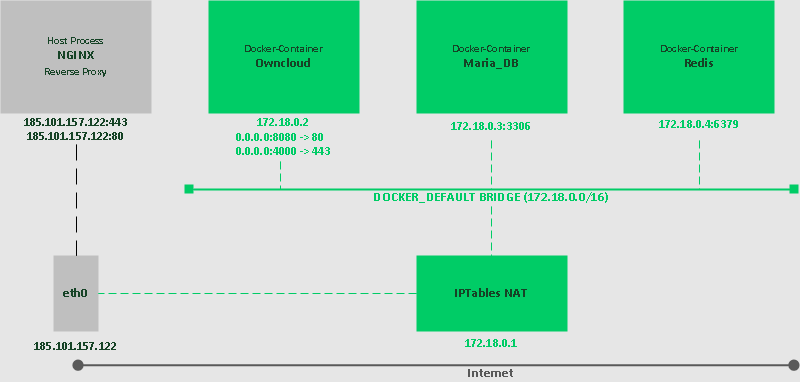 Host Process
NGINX
Reverse Proxy
185.101.157.122:443
185.101.157.122:80
Docker-Container
Owncloud
172.18.0.2
0.0.0.0:8080 -> 80
0.0.0.0:4000 -> 443
Docker-Container
Maria_DB
172.18.0.3:3306
Docker-Container
Redis
172.18.0.4:6379
DOCKER_DEFAULT BRIDGE (172.18.0.0/16)
eth0
185.101.157.122
IPTables NAT
172.18.0.1
Internet